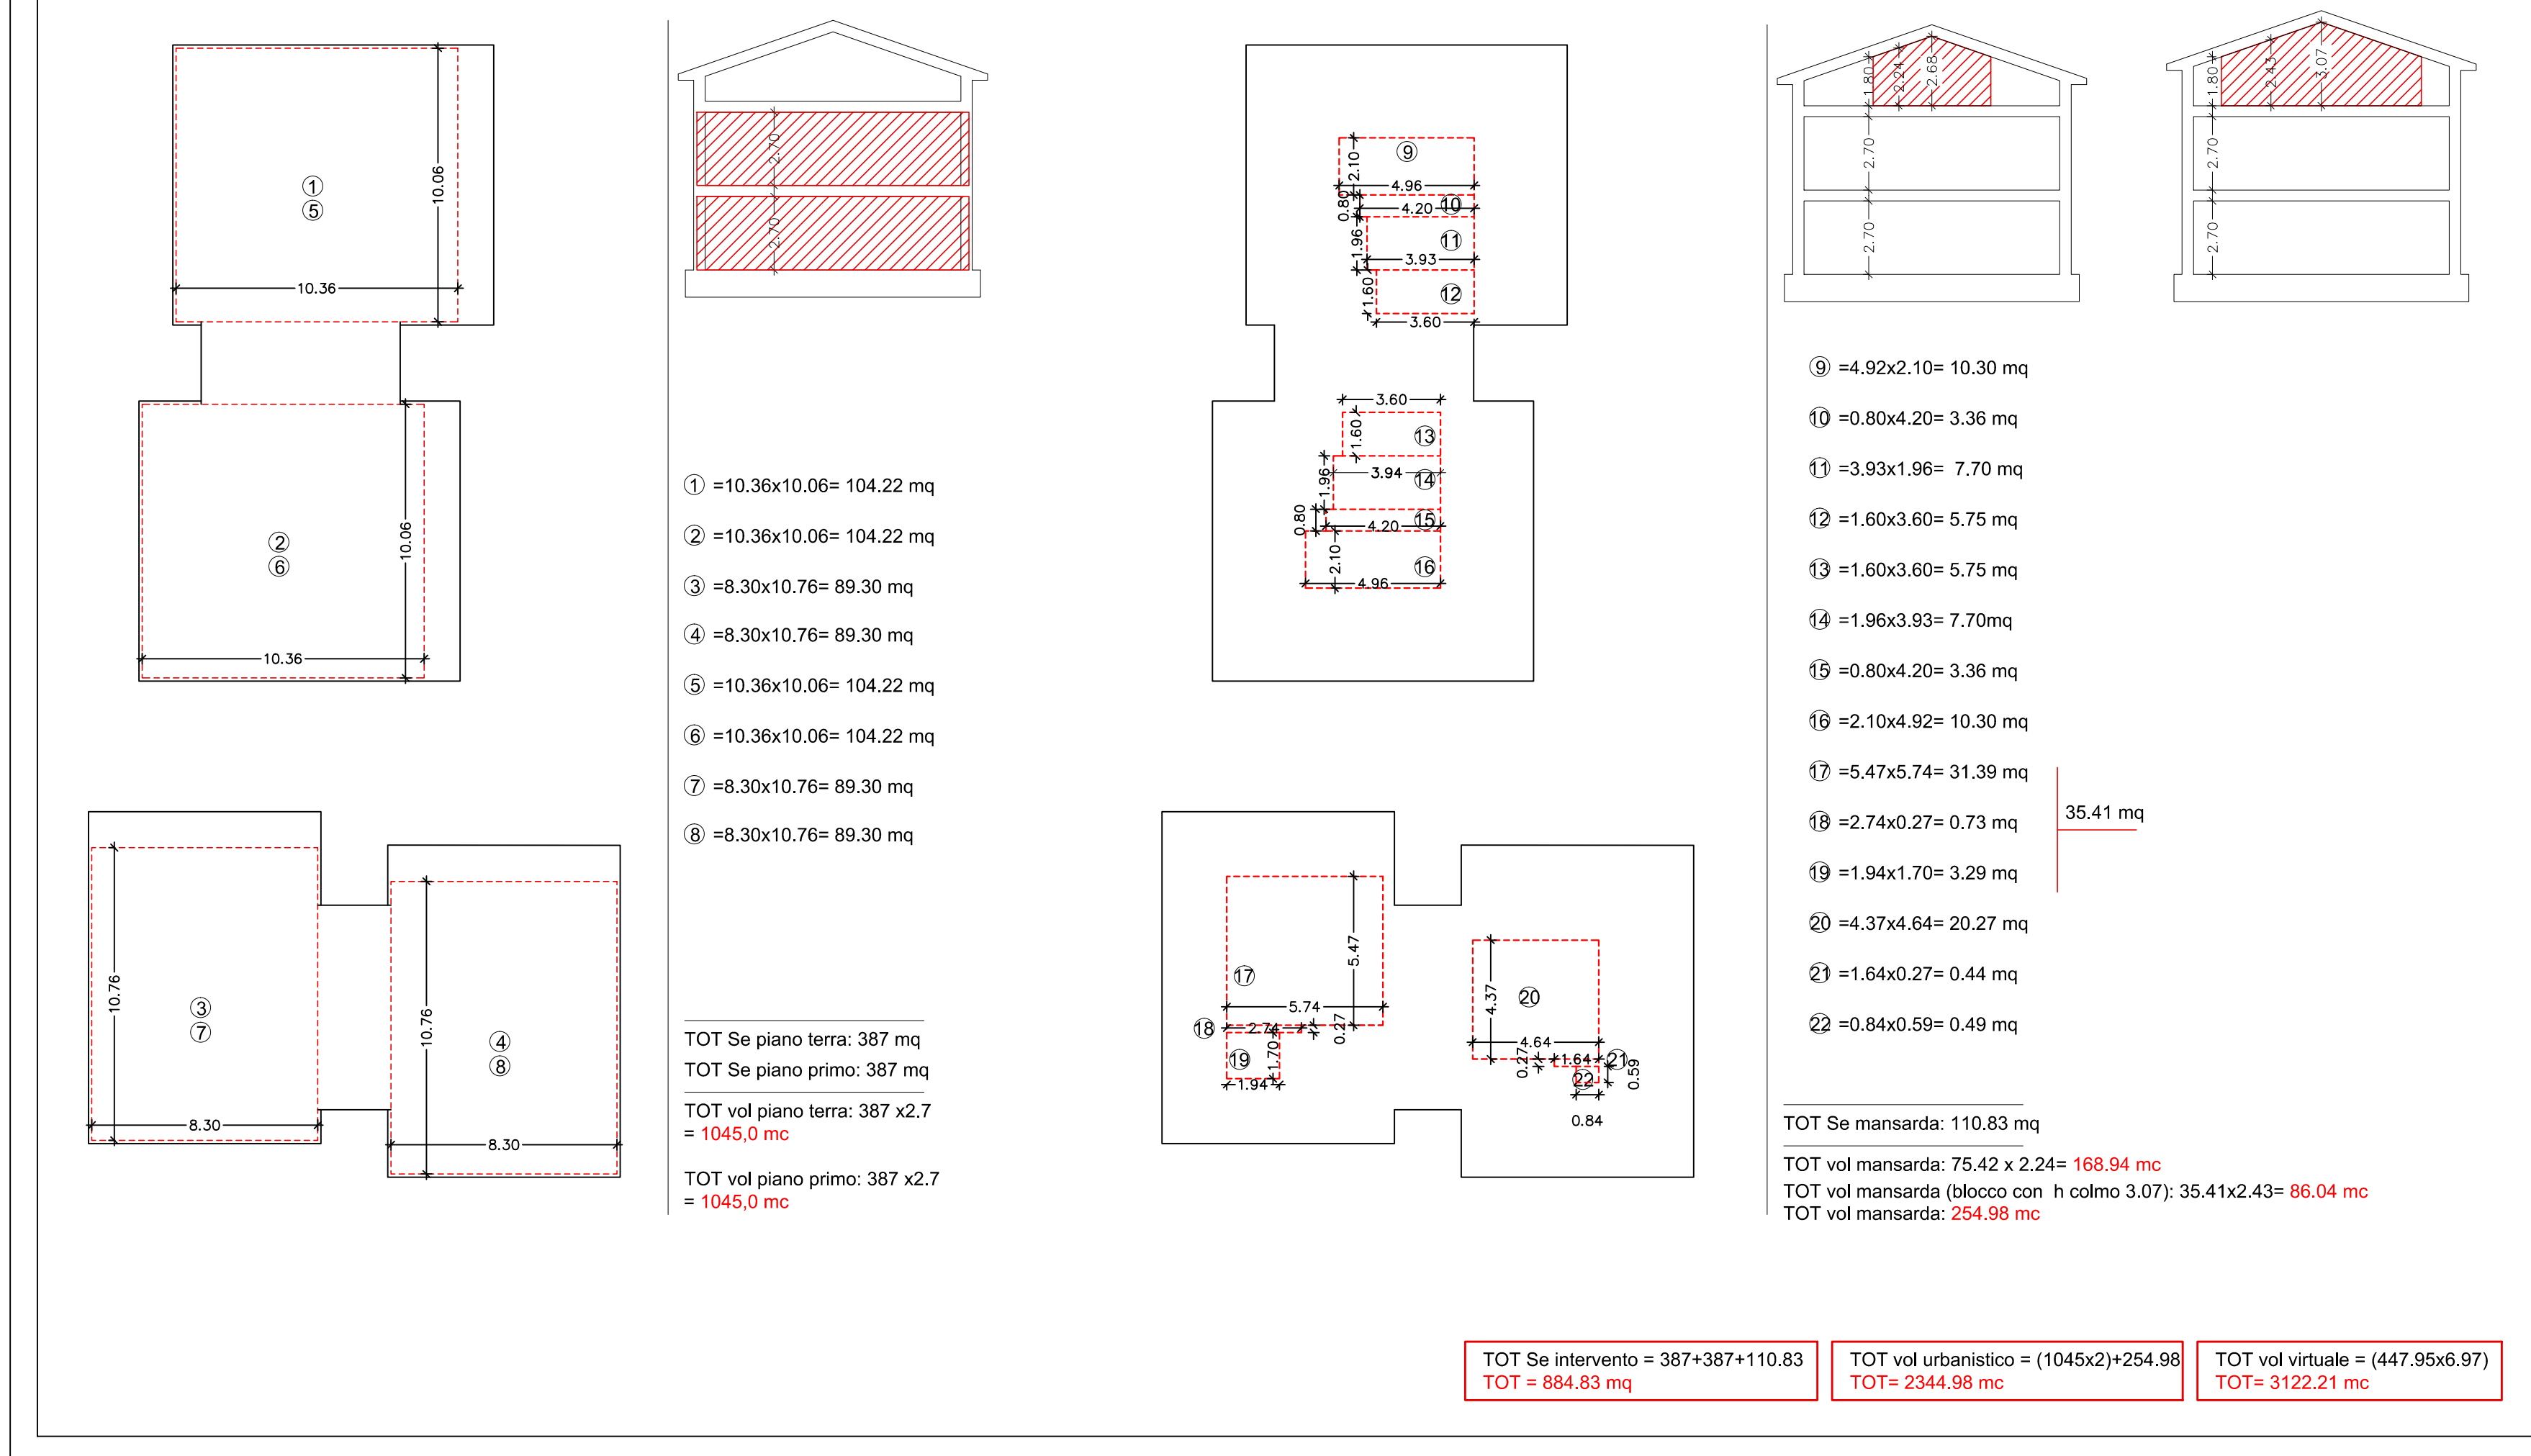 ①
⑤
10.06
10.36
②
⑥
10.06
10.36
③
⑦
10.76
8.30
④
⑧
10.76
8.30
2.70
2.70
① =10.36x10.06= 104.22 mq
② =10.36x10.06= 104.22 mq
③ =8.30x10.76= 89.30 mq
④ =8.30x10.76= 89.30 mq
⑤ =10.36x10.06= 104.22 mq
⑥ =10.36x10.06= 104.22 mq
⑦ =8.30x10.76= 89.30 mq
⑧ =8.30x10.76= 89.30 mq
TOT Se piano terra: 387 mq
TOT Se piano primo: 387 mq
TOT vol piano terra: 387 x2.7
= 1045,0 mc
TOT vol piano primo: 387 x2.7
= 1045,0 mc
⑨
2.10
4.96
0.80
4.20
⑩
1.96
⑪
3.93
1.60
⑫
3.60
3.60
1.60
⑬
1.96
3.94
⑭
0.80
4.20
⑮
2.10
⑯
4.96
5.47
⑰
5.74
⑱
2.74
0.27
⑲
1.70
1.94
4.37
⑳
4.64
0.27
1.64
㉑
㉒
0.59
0.84
1.80
2.24
2.68
2.70
2.70
1.80
2.43
3.07
2.70
2.70
⑨ =4.92x2.10= 10.30 mq
⑩ =0.80x4.20= 3.36 mq
⑪ =3.93x1.96= 7.70 mq
⑫ =1.60x3.60= 5.75 mq
⑬ =1.60x3.60= 5.75 mq
⑭ =1.96x3.93= 7.70mq
⑮ =0.80x4.20= 3.36 mq
⑯ =2.10x4.92= 10.30 mq
⑰ =5.47x5.74= 31.39 mq
⑱ =2.74x0.27= 0.73 mq
35.41 mq
⑲ =1.94x1.70= 3.29 mq
⑳ =4.37x4.64= 20.27 mq
㉑ =1.64x0.27= 0.44 mq
㉒ =0.84x0.59= 0.49 mq
TOT Se mansarda: 110.83 mq
TOT vol mansarda: 75.42 x 2.24= 168.94 mc
TOT vol mansarda (blocco con h colmo 3.07): 35.41x2.43= 86.04 mc
TOT vol mansarda: 254.98 mc
TOT Se intervento = 387+387+110.83
TOT = 884.83 mq
TOT vol urbanistico = (1045x2)+254.98
TOT= 2344.98 mc
TOT vol virtuale = (447.95x6.97)
TOT= 3122.21 mc